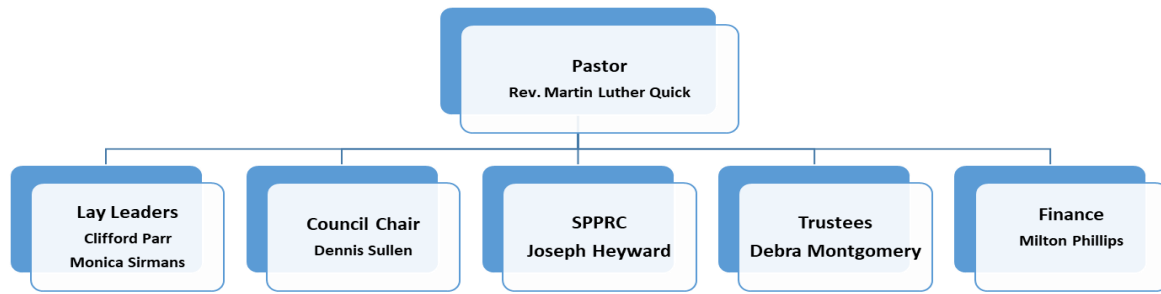 Pastor
Rev. Martin Luther Quick
Lay Leaders
Clifford Parr
Monica Sirmans
Council Chair
Dennis Sullen
SPPRC
Joseph Heyward
Trustees
Debra Montgomery
Finance
Milton Phillips